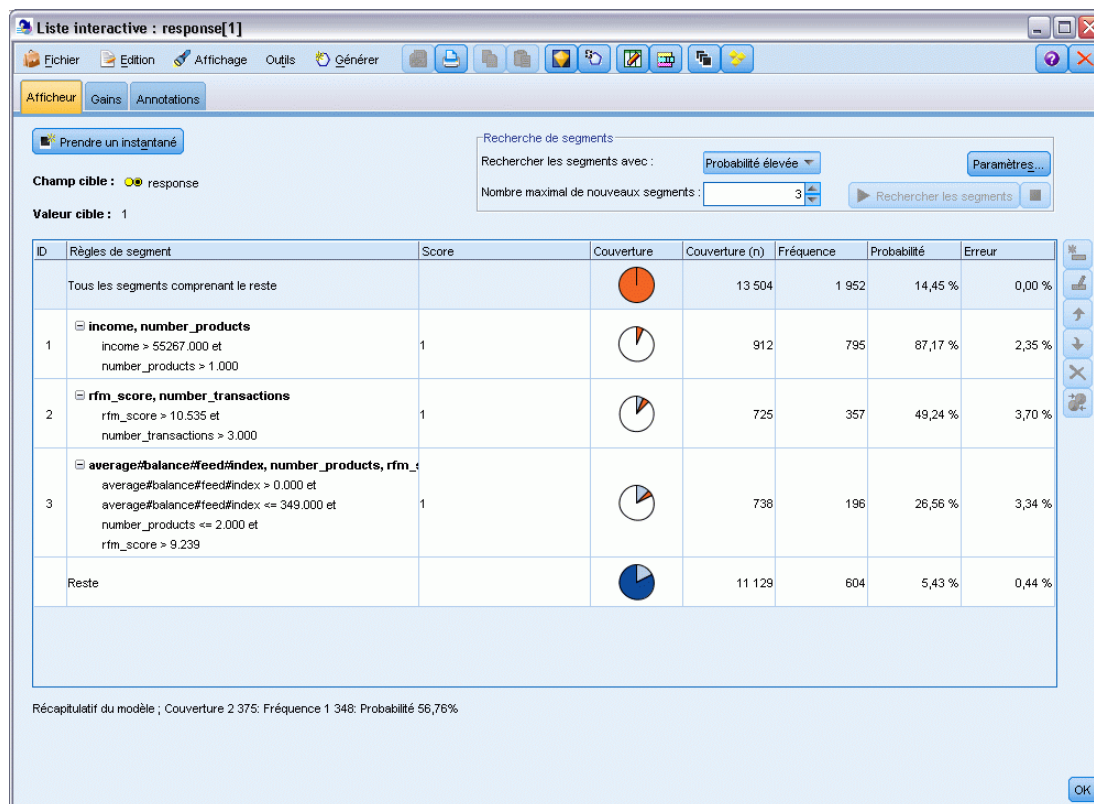 Liste interactive : response[1]
Fichier Edition Affichage Outils Générer
Afficheur Gains Annotations
Prendre un instantané
Recherche de segments
Rechercher les segments avec : Probabilité élevée Paramètres...
Champ cible : response
Nombre maximal de nouveaux segments : 3 Rechercher les segments
Valeur cible : 1
ID Règles de segment Score Couverture Couverture (n) Fréquence Probabilité Erreur
Tous les segments comprenant le reste 13 504 1 952 14,45 % 0,00 %
income, number_products
1 income > 55267.000 et 1 912 795 87,17 % 2,35 %
number_products > 1.000
rfm_score, number_transactions
2 rfm_score > 10.535 et 1 725 357 49,24 % 3,70 %
number_transactions > 3.000
average#balance#feed#index, number_products, rfm_s
average#balance#feed#index > 0.000 et
3 average#balance#feed#index <= 349.000 et 1 738 196 26,56 % 3,34 %
number_products <= 2.000 et
rfm_score > 9.239
Reste 11 129 604 5,43 % 0,44 %
Récapitulatif du modèle ; Couverture 2 375: Fréquence 1 348: Probabilité 56,76%
OK